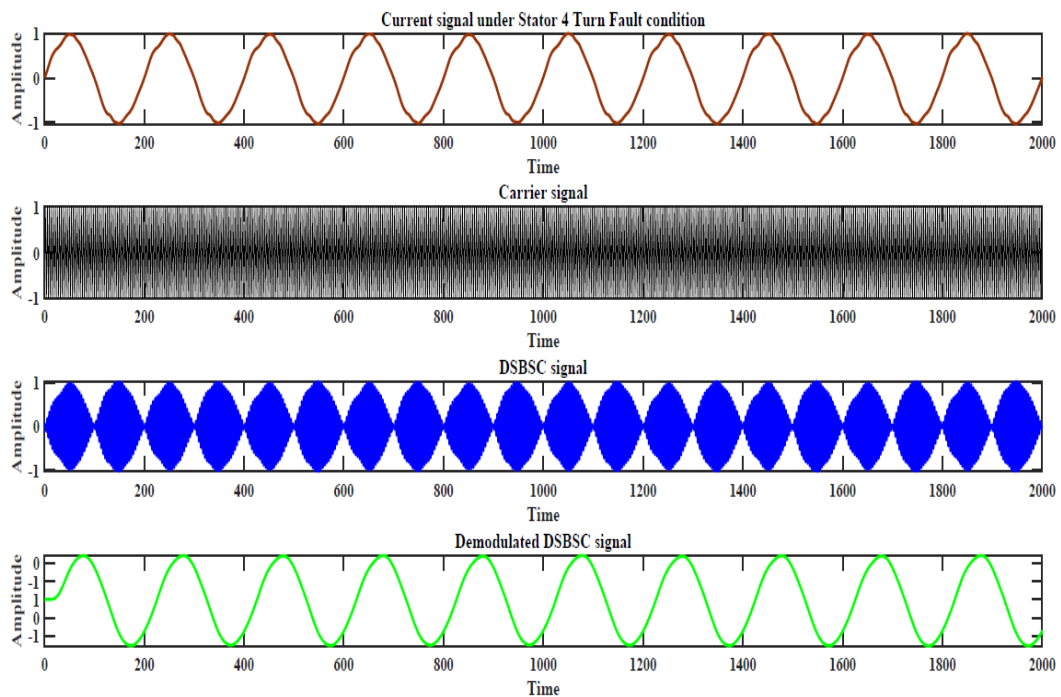 Current signal under Stator 4 Turn Fault condition
Amplitude
1
0
-1
0 200 400 600 800 1000 1200 1400 1600 1800 2000
Time
Carrier signal
Amplitude
1
0
-1
0 200 400 600 800 1000 1200 1400 1600 1800 2000
Time
DSBSC signal
Amplitude
1
0
-1
0 200 400 600 800 1000 1200 1400 1600 1800 2000
Time
Demodulated DSBSC signal
Amplitude
0
-1
1
0
-1
0 200 400 600 800 1000 1200 1400 1600 1800 2000
Time